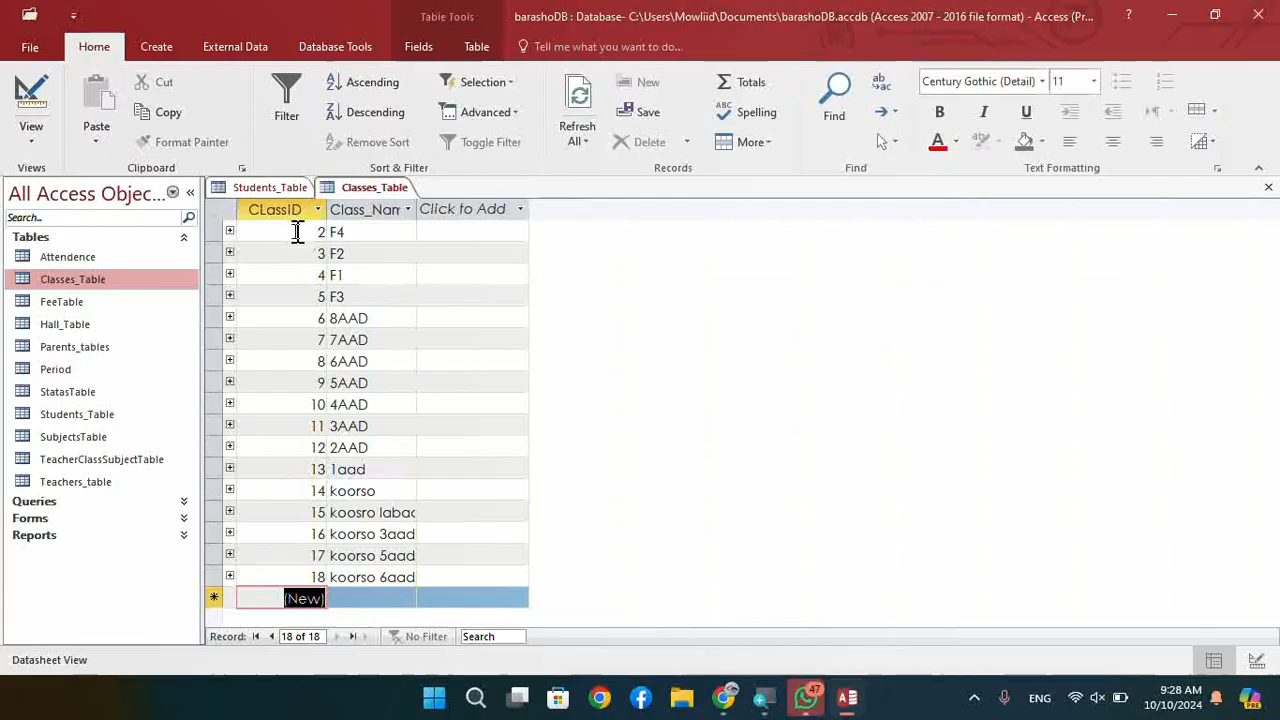 Table Tools
barashoDB : Database- C:\Users\Mowliid\Documents\barashoDB.accdb (Access 2007 - 2016 file format) - Access (Pr...
File
Home
Create
External Data
Database Tools
Fields
Table
Tell me what you want to do...
View
Views
Paste
Cut
Copy
Format Painter
Clipboard
Filter
Ascending
Descending
Remove Sort
Selection
Advanced
Toggle Filter
Sort & Filter
Refresh
All
New
Save
Delete
Totals
Spelling
More
Records
Find
Find
Century Gothic (Detail)
11
B I U
A
Text Formatting
All Access Objec...
Search...
Tables
Attendence
Classes_Table
FeeTable
Hall_Table
Parents_tables
Period
StatasTable
Students_Table
SubjectsTable
TeacherClassSubjectTable
Teachers_table
Queries
Forms
Reports
Students_Table
Classes_Table
CLassID Class_Nam Click to Add
2 F4
3 F2
4 F1
5 F3
6 8AAD
7 7AAD
8 6AAD
9 5AAD
10 4AAD
11 3AAD
12 2AAD
13 1aad
14 koorso
15 koosro labac
16 koorso 3aad
17 koorso 5aad
18 koorso 6aad
(New)
Record: 18 of 18 No Filter Search
Datasheet View
47
ENG
9:28 AM
10/10/2024
PRE